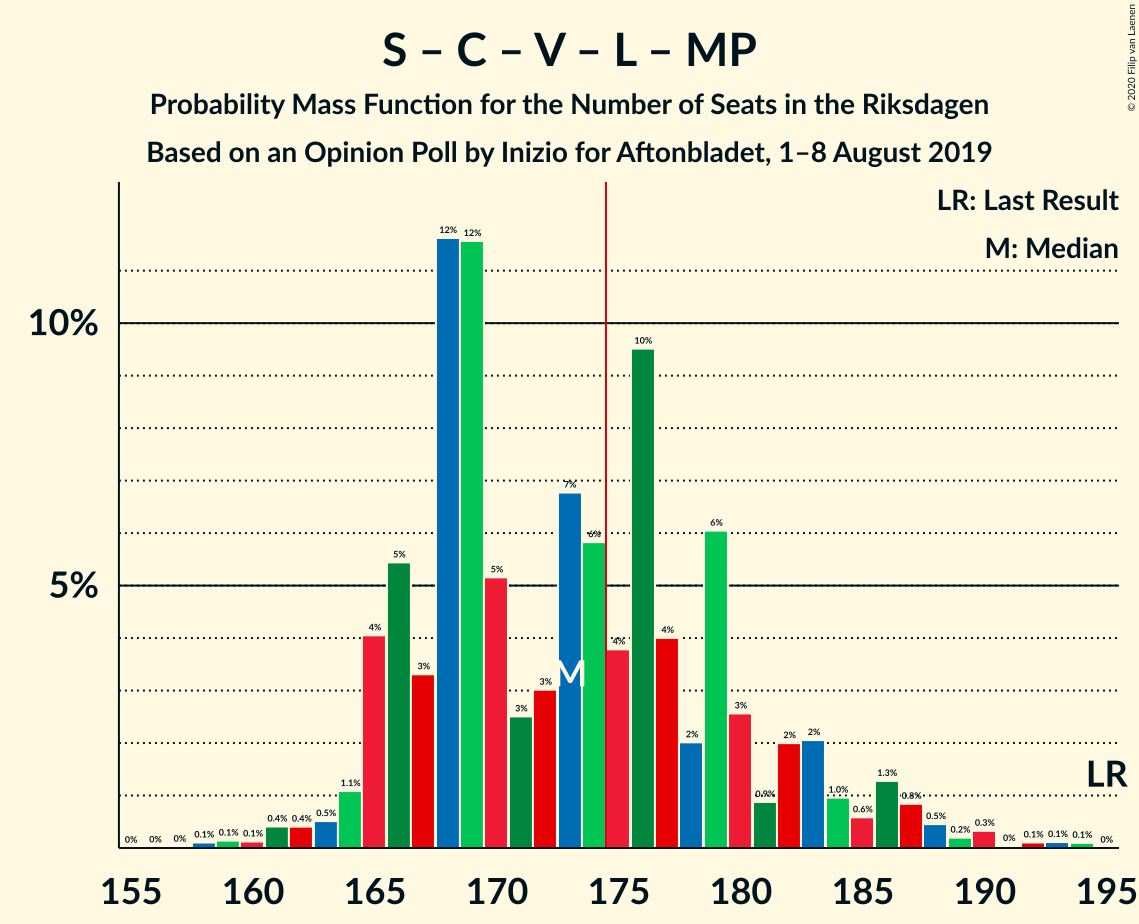 S – C – V – L – MP
Probability Mass Function for the Number of Seats in the Riksdagen
Based on an Opinion Poll by Inizio for Aftonbladet, 1–8 August 2019
© 2020 Filip van Laenen
LR: Last Result
M: Median
10%
5%
0% 0% 0% 0.1% 0.1% 0.1% 0.4% 0.4% 0.5% 1.1% 4% 5% 3% 12% 12% 5% 3% 3% 7% 6% 4% 10% 4% 2% 6% 3% 0.9% 2% 2% 1.0% 0.6% 1.3% 0.8% 0.5% 0.2% 0.3% 0% 0.1% 0.1% 0.1% 0%
M
LR
155 160 165 170 175 180 185 190 195